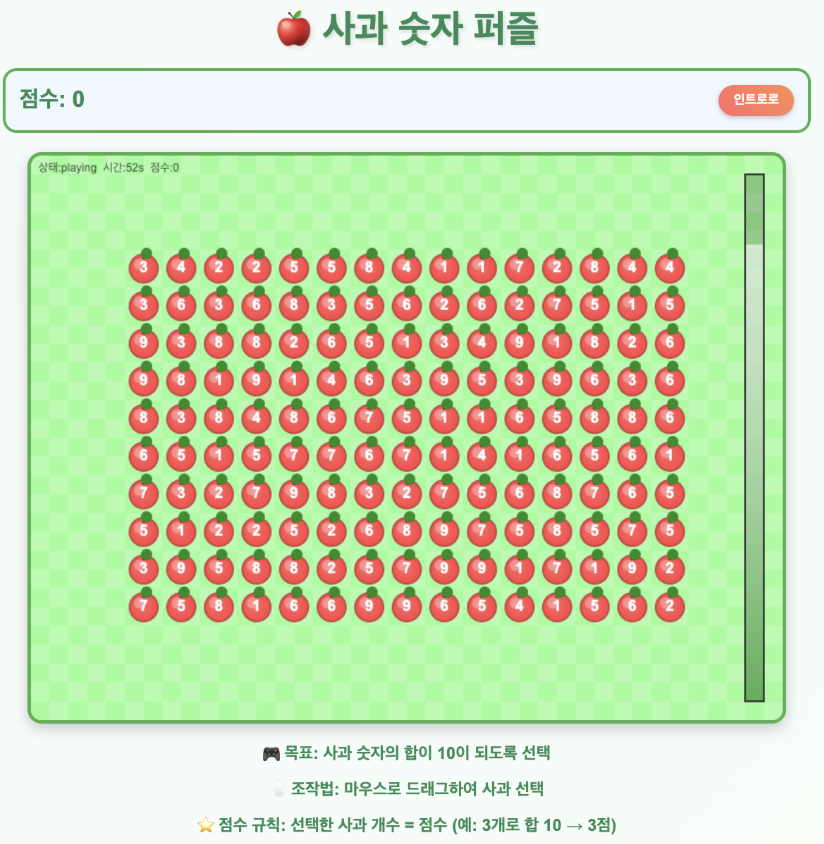 사과 숫자 퍼즐
점수: 0
인트로로
상태:playing 시간:52s 점수:0
3 4 2 2 5 5 8 4 1 1 7 2 8 4 4
3 6 3 6 8 3 5 6 2 6 2 7 5 1 5
9 3 8 8 2 6 5 1 3 4 9 1 8 2 6
9 8 1 9 1 4 6 3 9 5 3 9 6 3 6
8 3 8 4 8 6 7 5 1 1 6 5 8 8 6
6 5 1 5 7 7 6 7 1 4 1 6 5 6 1
7 3 2 7 9 8 3 2 7 5 6 8 7 6 5
5 1 2 2 5 2 6 8 9 7 5 8 5 7 5
3 9 5 8 8 2 5 7 9 9 1 7 1 9 2
7 5 8 1 6 6 9 9 6 5 4 1 5 6 2
목표: 사과 숫자의 합이 10이 되도록 선택
조작법: 마우스로 드래그하여 사과 선택
점수 규칙: 선택한 사과 개수 = 점수 (예: 3개로 합 10 → 3점)